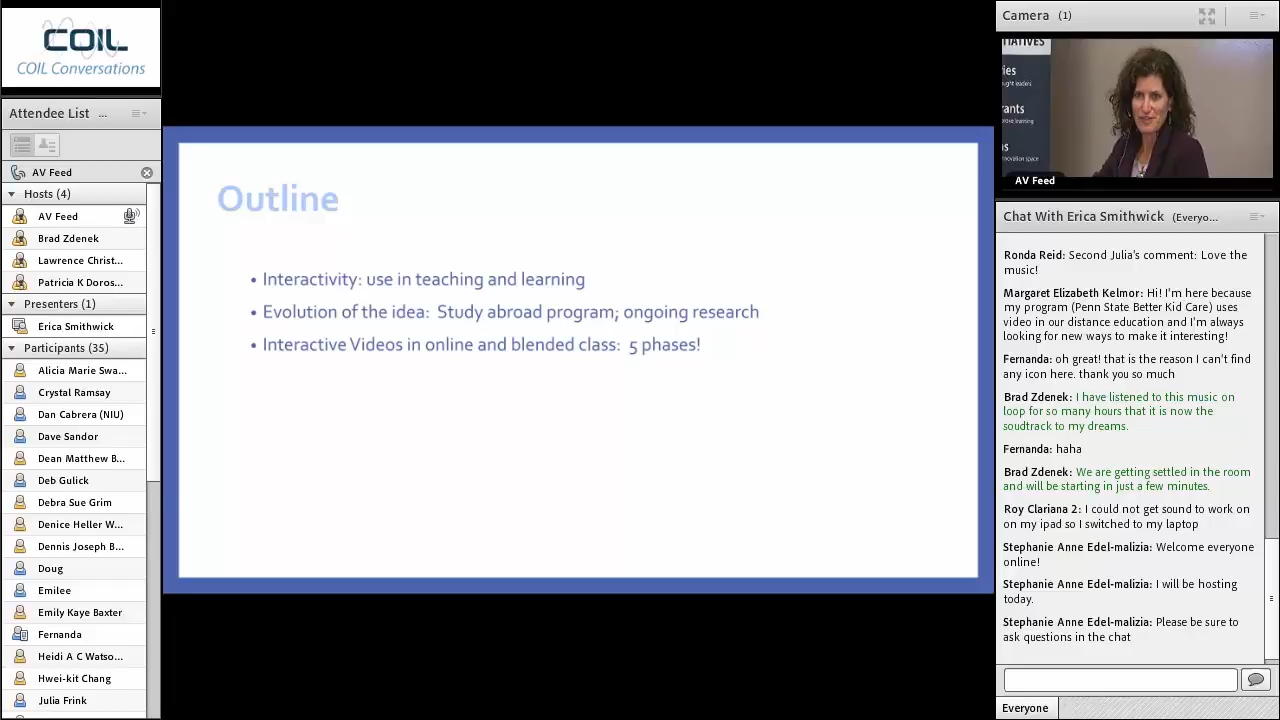 COIL
COIL Conversations
Attendee List ...
AV Feed
Hosts (4)
AV Feed
Brad Zdenek
Lawrence Christ...
Patricia K Doros...
Presenters (1)
Erica Smithwick
Participants (35)
Alicia Marie Swa...
Crystal Ramsay
Dan Cabrera (NIU)
Dave Sandor
Dean Matthew B...
Deb Gulick
Debra Sue Grim
Denice Heller W...
Dennis Joseph B...
Doug
Emilee
Emily Kaye Baxter
Fernanda
Heidi A C Watso...
Hwei-kit Chang
Julia Frink
Outline
• Interactivity: use in teaching and learning
• Evolution of the idea: Study abroad program; ongoing research
• Interactive Videos in online and blended class: 5 phases!
Camera (1)
AV Feed
Chat With Erica Smithwick (Everyo...
Ronda Reid: Second Julia's comment: Love the
music!
Margaret Elizabeth Kelmor: Hi! I'm here because
my program (Penn State Better Kid Care) uses
video in our distance education and I'm always
looking for new ways to make it interesting!
Fernanda: oh great! that is the reason I can't find
any icon here. thank you so much
Brad Zdenek: I have listened to this music on
loop for so many hours that it is now the
soudtrack to my dreams.
Fernanda: haha
Brad Zdenek: We are getting settled in the room
and will be starting in just a few minutes.
Roy Clariana 2: I could not get sound to work on
on my ipad so I switched to my laptop
Stephanie Anne Edel-malizia: Welcome everyone
online!
Stephanie Anne Edel-malizia: I will be hosting
today.
Stephanie Anne Edel-malizia: Please be sure to
ask questions in the chat
Everyone